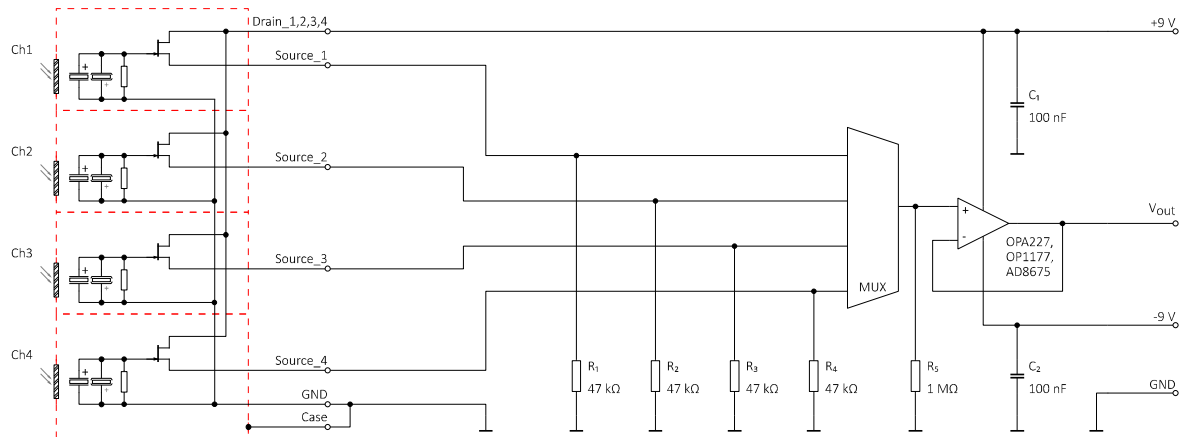 Drain_1,2,3,4
+9 V
Ch1
+
+
Source_1
C₁
100 nF
Ch2
+
+
Source_2
+
-
Vout
OPA227,
OP1177,
AD8675
Ch3
+
+
Source_3
MUX
-9 V
Ch4
+
+
Source_4
R₁
47 kΩ
R₂
47 kΩ
R₃
47 kΩ
R₄
47 kΩ
R₅
1 MΩ
C₂
100 nF
GND
GND
Case